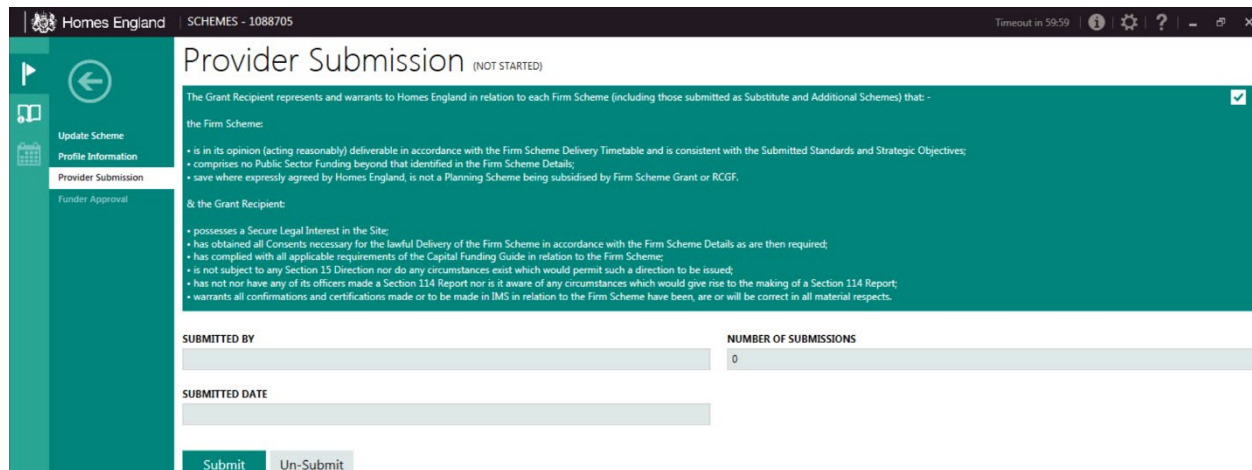 Homes England
SCHEMES - 1088705
Timeout in 59:59
Provider Submission (NOT STARTED)
Update Scheme
Profile Information
Provider Submission
Funder Approval
The Grant Recipient represents and warrants to Homes England in relation to each Firm Scheme (including those submitted as Substitute and Additional Schemes) that: -
the Firm Scheme:
• is in its opinion (acting reasonably) deliverable in accordance with the Firm Scheme Delivery Timetable and is consistent with the Submitted Standards and Strategic Objectives;
• comprises no Public Sector Funding beyond that identified in the Firm Scheme Details;
• save where expressly agreed by Homes England, is not a Planning Scheme being subsidised by Firm Scheme Grant or RCGF.
& the Grant Recipient:
• possesses a Secure Legal Interest in the Site;
• has obtained all Consents necessary for the lawful Delivery of the Firm Scheme in accordance with the Firm Scheme Details as are then required;
• has complied with all applicable requirements of the Capital Funding Guide in relation to the Firm Scheme;
• is not subject to any Section 15 Direction nor do any circumstances exist which would permit such a direction to be issued;
• has not nor have any of its officers made a Section 114 Report nor is it aware of any circumstances which would give rise to the making of a Section 114 Report;
• warrants all confirmations and certifications made or to be made in IMS in relation to the Firm Scheme have been, are or will be correct in all material respects.
SUBMITTED BY
NUMBER OF SUBMISSIONS
0
SUBMITTED DATE
Submit
Un-Submit